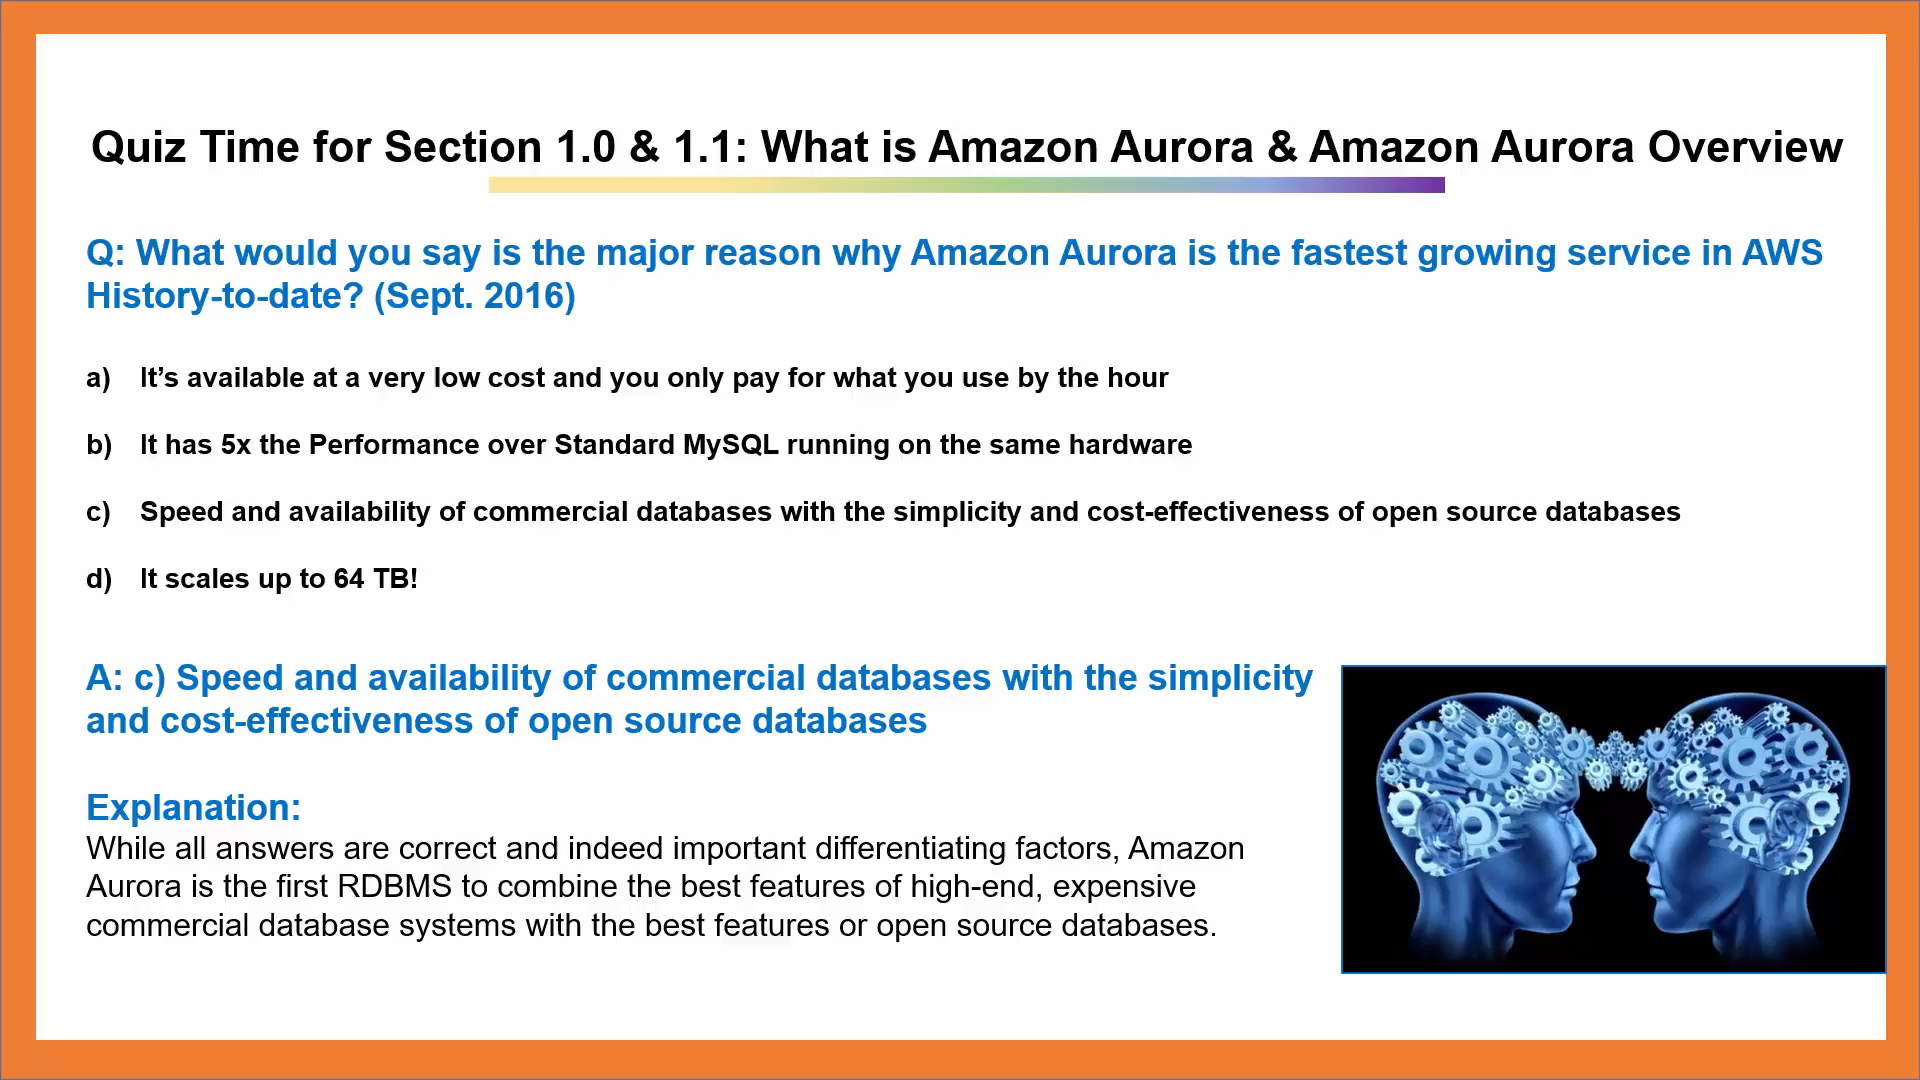 Quiz Time for Section 1.0 & 1.1: What is Amazon Aurora & Amazon Aurora Overview
Q: What would you say is the major reason why Amazon Aurora is the fastest growing service in AWS
History-to-date? (Sept. 2016)
a) It’s available at a very low cost and you only pay for what you use by the hour
b) It has 5x the Performance over Standard MySQL running on the same hardware
c) Speed and availability of commercial databases with the simplicity and cost-effectiveness of open source databases
d) It scales up to 64 TB!
A: c) Speed and availability of commercial databases with the simplicity
and cost-effectiveness of open source databases
Explanation:
While all answers are correct and indeed important differentiating factors, Amazon
Aurora is the first RDBMS to combine the best features of high-end, expensive
commercial database systems with the best features or open source databases.